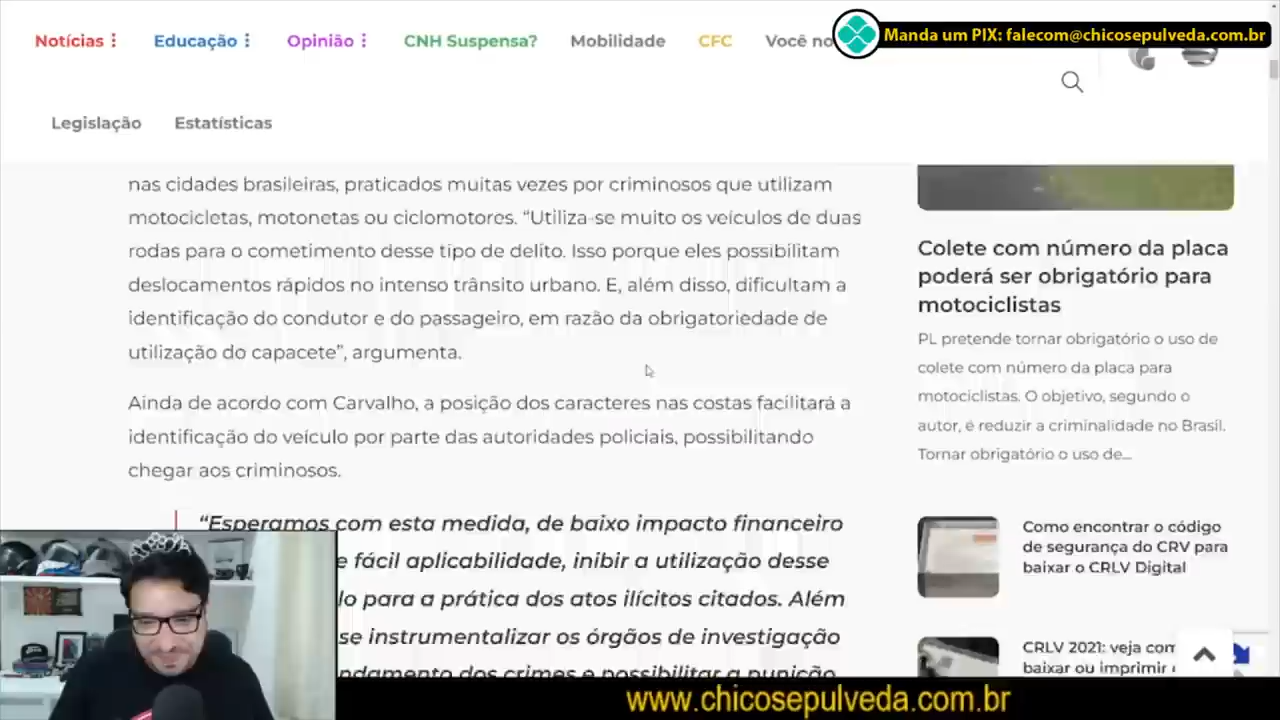 Notícias
Educação
Opinião
CNH Suspensa?
Mobilidade
CFC
Você no
Manda um PIX: falecom@chicosepulveda.com.br
Legislação
Estatísticas
nas cidades brasileiras, praticados muitas vezes por criminosos que utilizam
motocicletas, motonetas ou ciclomotores. “Utiliza-se muito os veículos de duas
rodas para o cometimento desse tipo de delito. Isso porque eles possibilitam
deslocamentos rápidos no intenso trânsito urbano. E, além disso, dificultam a
identificação do condutor e do passageiro, em razão da obrigatoriedade de
utilização do capacete”, argumenta.
Ainda de acordo com Carvalho, a posição dos caracteres nas costas facilitará a
identificação do veículo por parte das autoridades policiais, possibilitando
chegar aos criminosos.
“Esperamos com esta medida, de baixo impacto financeiro
e fácil aplicabilidade, inibir a utilização desse
lo para a prática dos atos ilícitos citados. Além
se instrumentalizar os órgãos de investigação
ndamento dos crimes e possibilitar a punição
Colete com número da placa
poderá ser obrigatório para
motociclistas
PL pretende tornar obrigatório o uso de
colete com número da placa para
motociclistas. O objetivo, segundo o
autor, é reduzir a criminalidade no Brasil.
Tornar obrigatório o uso de...
Como encontrar o código
de segurança do CRV para
baixar o CRLV Digital
CRLV 2021: veja com
baixar ou imprimir
www.chicosepulveda.com.br